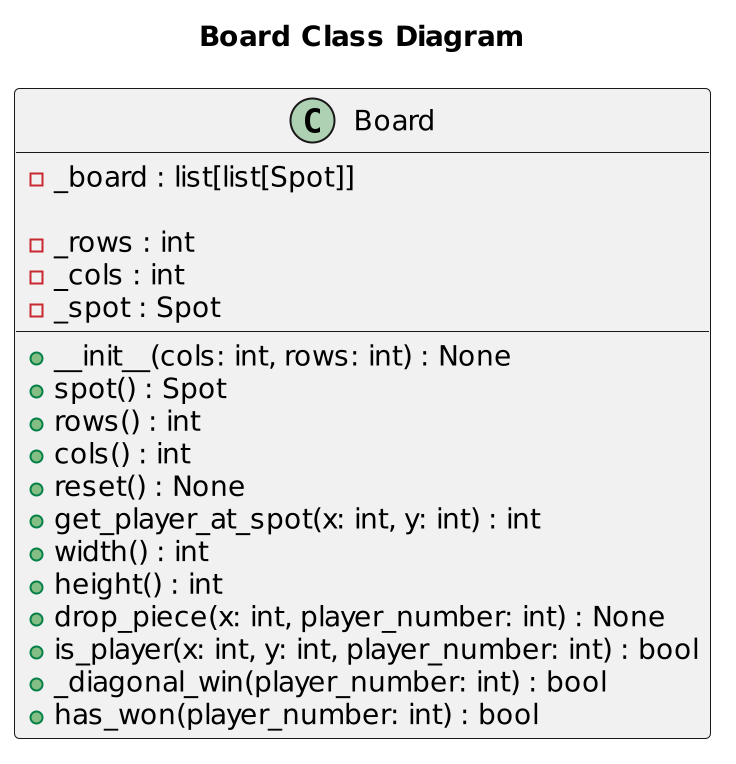 Board Class Diagram
C Board
_board : list[list[Spot]]
_rows : int
_cols : int
_spot : Spot
__init__(cols: int, rows: int) : None
spot() : Spot
rows() : int
cols() : int
reset() : None
get_player_at_spot(x: int, y: int) : int
width() : int
height() : int
drop_piece(x: int, player_number: int) : None
is_player(x: int, y: int, player_number: int) : bool
_diagonal_win(player_number: int) : bool
has_won(player_number: int) : bool